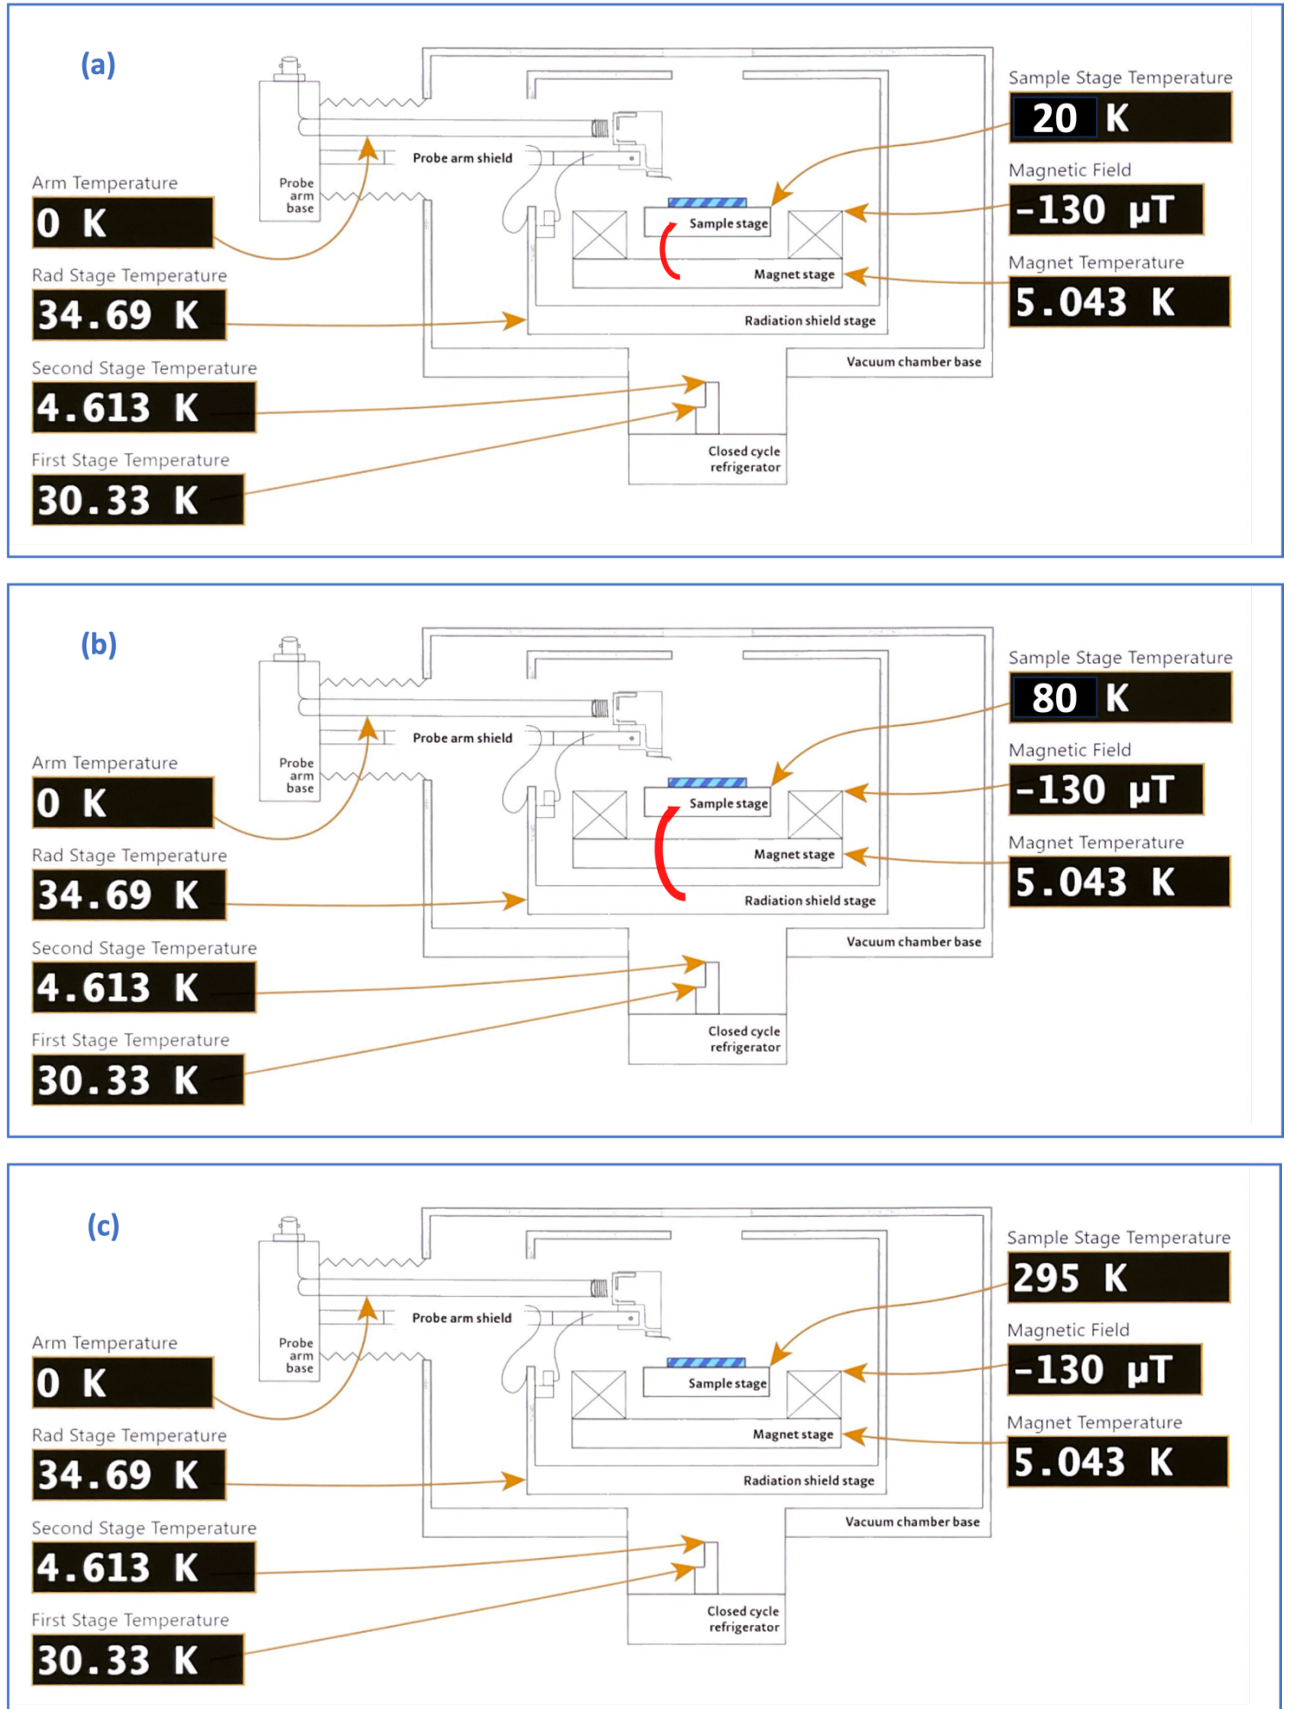 (a)
Sample Stage Temperature
20 K
Magnetic Field
-130 µT
Magnet Temperature
5.043 K
Arm Temperature
0 K
Rad Stage Temperature
34.69 K
Second Stage Temperature
4.613 K
First Stage Temperature
30.33 K
Probe
arm
base
Probe arm shield
Sample stage
Magnet stage
Radiation shield stage
Vacuum chamber base
Closed cycle
refrigerator
(b)
Sample Stage Temperature
80 K
Magnetic Field
-130 µT
Magnet Temperature
5.043 K
Arm Temperature
0 K
Rad Stage Temperature
34.69 K
Second Stage Temperature
4.613 K
First Stage Temperature
30.33 K
Probe
arm
base
Probe arm shield
Sample stage
Magnet stage
Radiation shield stage
Vacuum chamber base
Closed cycle
refrigerator
(c)
Sample Stage Temperature
295 K
Magnetic Field
-130 µT
Magnet Temperature
5.043 K
Arm Temperature
0 K
Rad Stage Temperature
34.69 K
Second Stage Temperature
4.613 K
First Stage Temperature
30.33 K
Probe
arm
base
Probe arm shield
Sample stage
Magnet stage
Radiation shield stage
Vacuum chamber base
Closed cycle
refrigerator